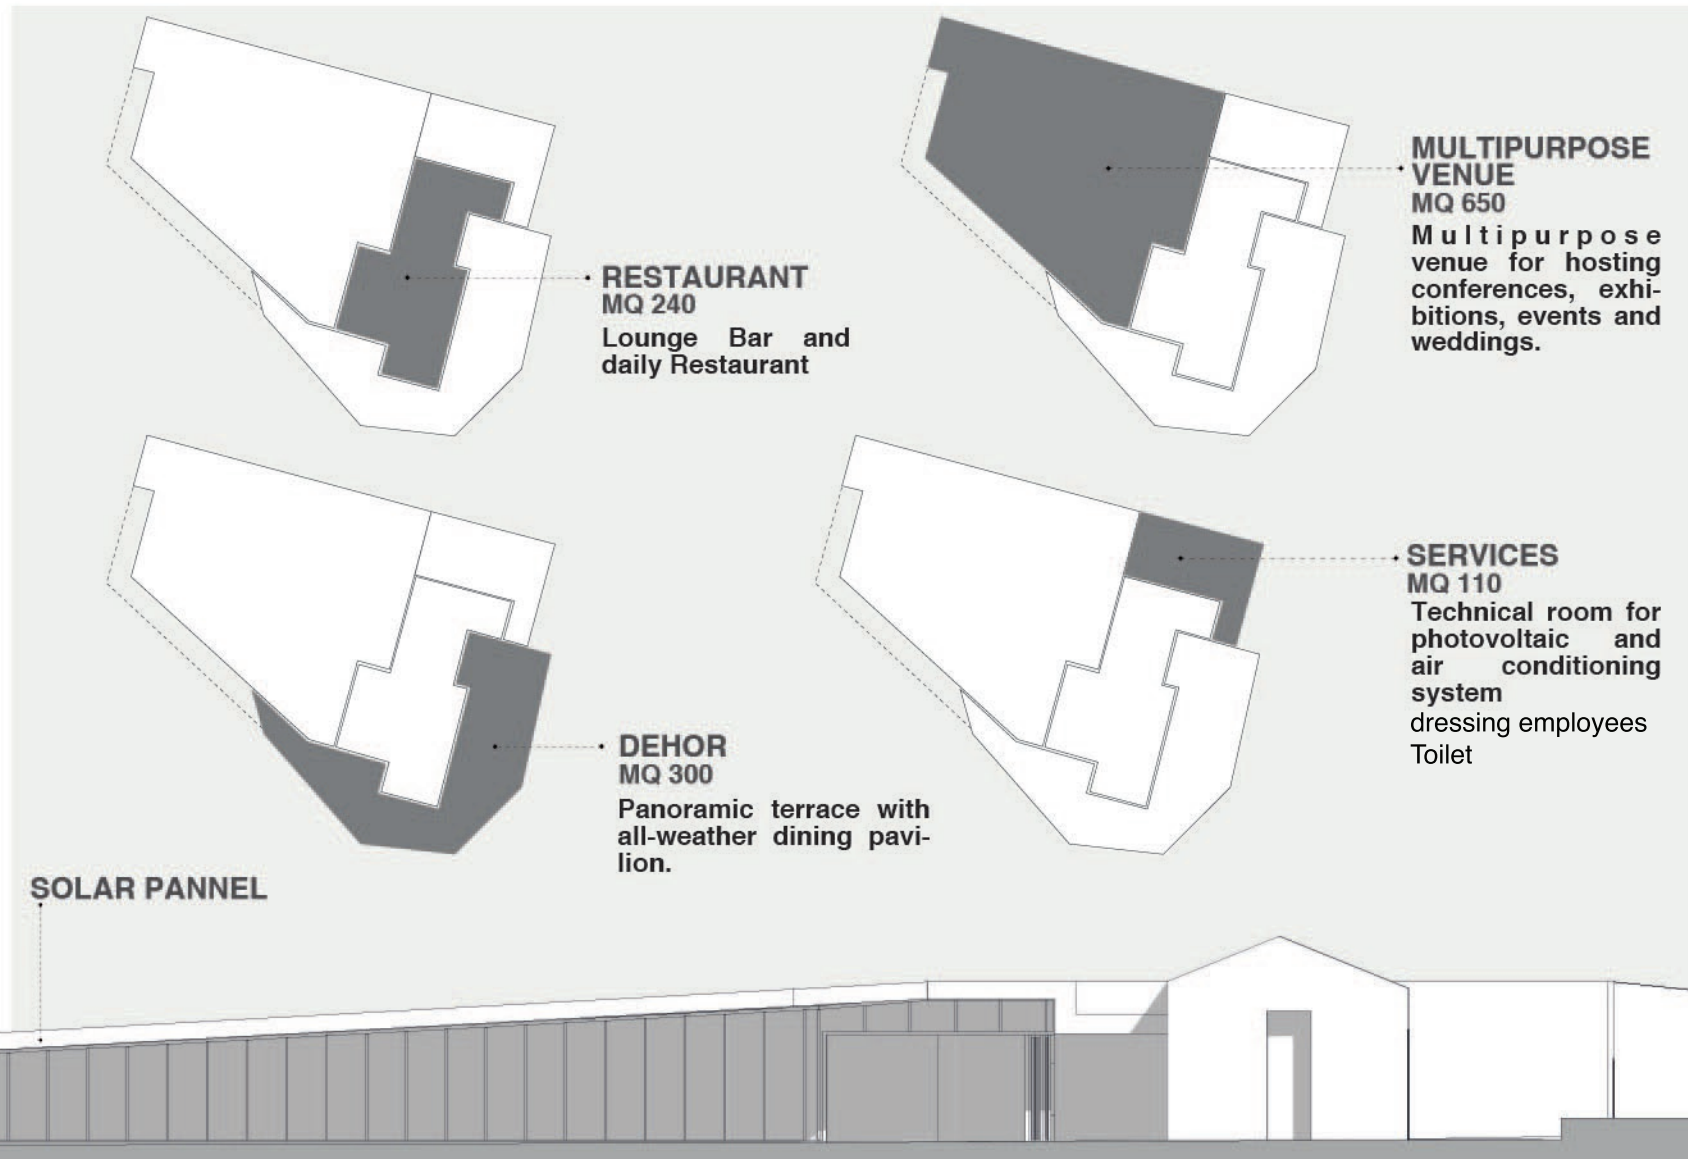 RESTAURANT
MQ 240
Lounge Bar and
daily Restaurant
MULTIPURPOSE
VENUE
MQ 650
Multipurpose
venue for hosting
conferences, exhi-
bitions, events and
weddings.
DEHOR
MQ 300
Panoramic terrace with
all-weather dining pavi-
lion.
SERVICES
MQ 110
Technical room for
photovoltaic and
air conditioning
system
dressing employees
Toilet
SOLAR PANNEL